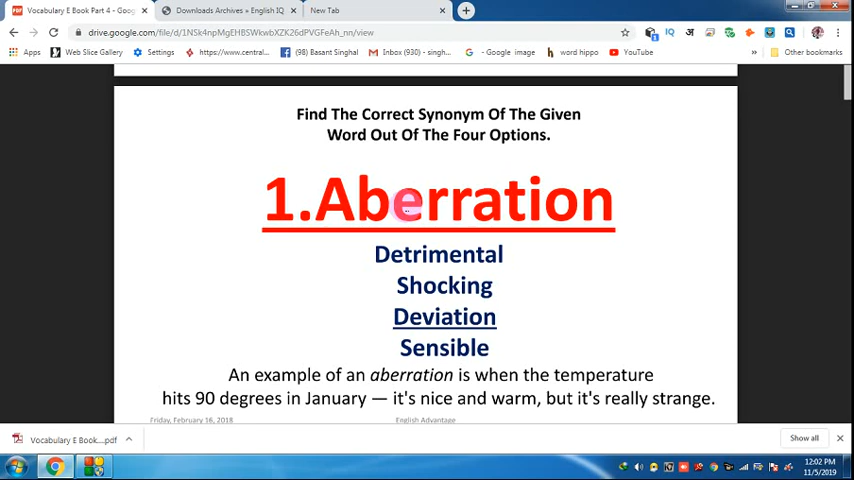 Vocabulary E Book Part 4 - Goog
Downloads Archives » English IQ
New Tab
drive.google.com/file/d/1NSk4npMgEHBSWkwbXZK26dPVGFeAh_nn/view
Apps
Web Slice Gallery
Settings
https://www.central...
(98) Basant Singhal
Inbox (930) - singh...
- Google image
word hippo
YouTube
Other bookmarks
Find The Correct Synonym Of The Given
Word Out Of The Four Options.
1.Aberration
Detrimental
Shocking
Deviation
Sensible
An example of an aberration is when the temperature
hits 90 degrees in January — it's nice and warm, but it's really strange.
Friday, February 16, 2018
English Advantage
Vocabulary E Book....pdf
Show all
12:02 PM
11/5/2019